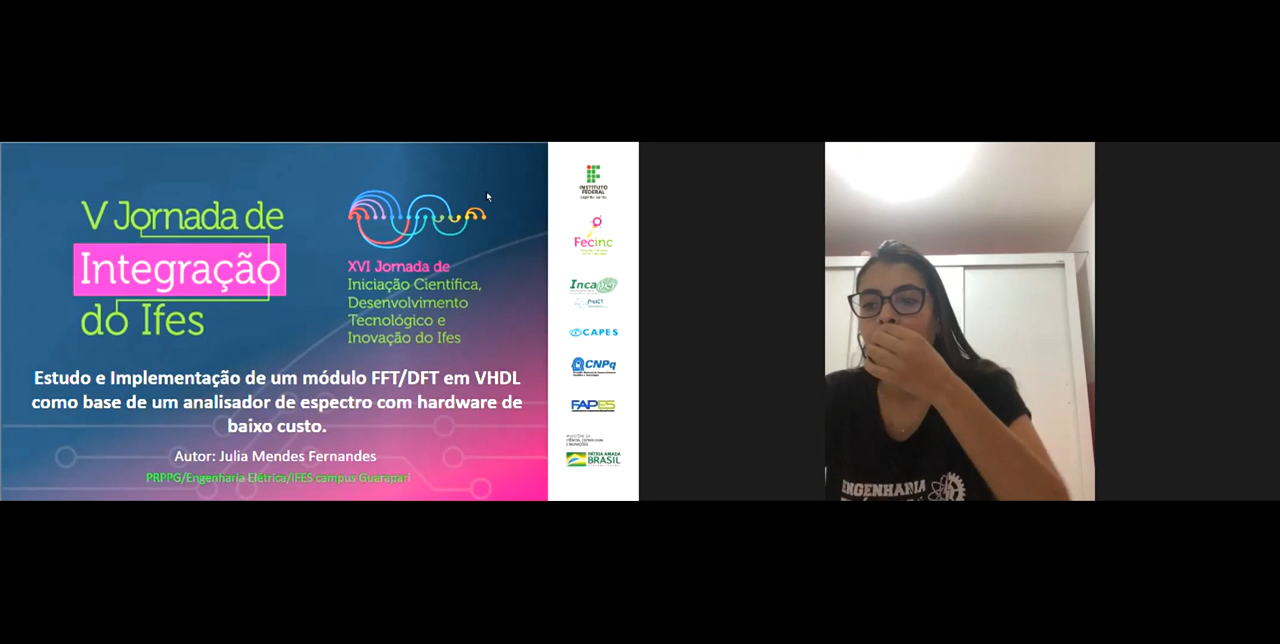 V Jornada de
Integração
do Ifes
XVI Jornada de
Iniciação Científica,
Desenvolvimento
Tecnológico e
Inovação do Ifes
Estudo e Implementação de um módulo FFT/DFT em VHDL
como base de um analisador de espectro com hardware de
baixo custo.
Autor: Julia Mendes Fernandes
PRPPG/Engenharia Elétrica/IFES campus Guarapari
INSTITUTO
FEDERAL
Espírito Santo
Fecinc
Incaper
CAPES
CNPq
FAPES
PÁTRIA AMADA
BRASIL
ENGENHARIA